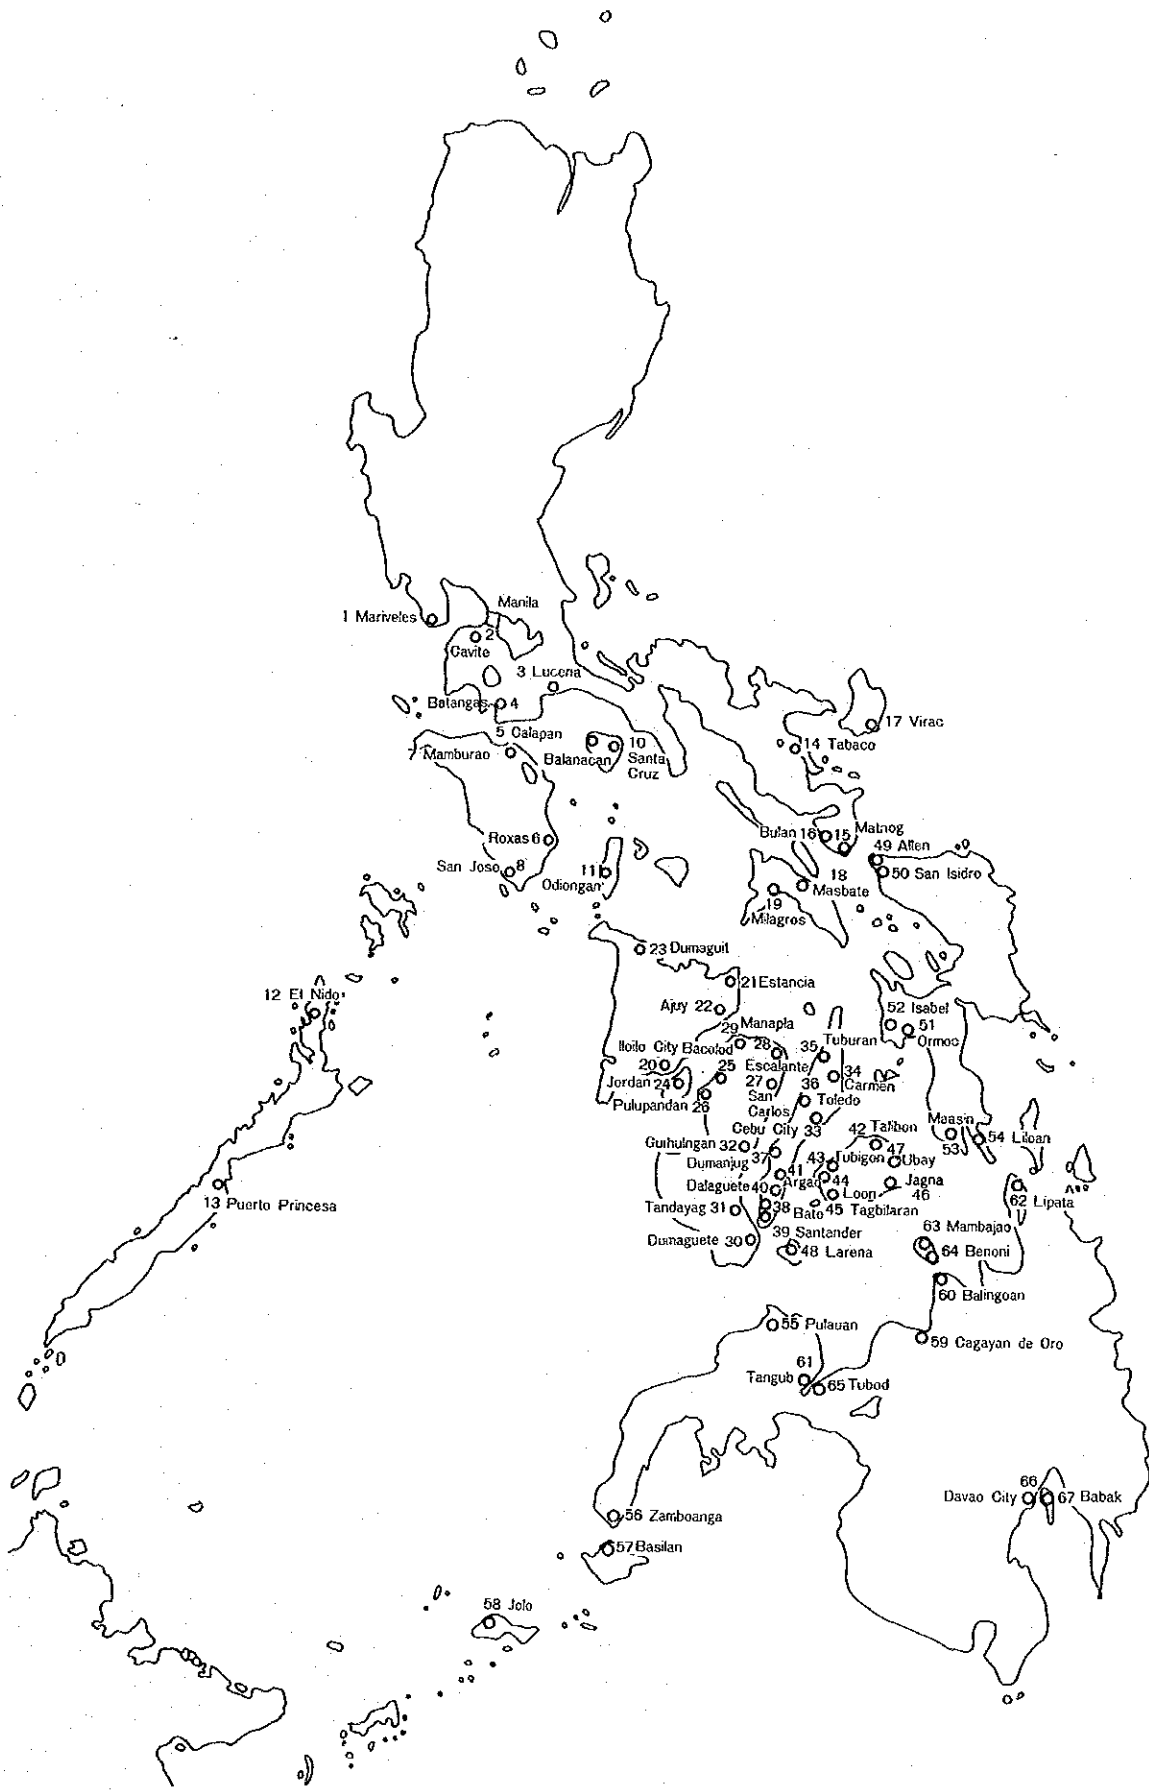 Manila
1 Mariveles
2
Cavite
3 Lucena
Batangas 4
17 Virac
5 Calapan
14 Tabaco
Mamburao
Balanacan
10
Santa
Cruz
Roxas 6
Bulan 16
15
Matnog
49 Allen
San Jose 8
11
Odiongan
18
Masbate
50 San Isidro
19
Milagros
23 Dumaguit
21 Estancia
12 El Nido
Ajuy 22
52 Isabel
51
Ormoc
29
Manapla
28
Escalante
35
Tuburan
Iloilo City
20
Bacolod
25
34
Carmen
Jordan 24
27
San
Carlos
36
Toledo
Pulupandan 26
Cebu City
33
42 Talibon
Maasin
53
54 Liloan
Guihulngan 32
37
Dumanjug
43
Tubigon
47
Ubay
41
Argao
44
Loon
Jagna
46
Dalaguete 40
13 Puerto Princesa
Tandayag 31
38
Bato
45 Tagbilaran
62 Lipata
39 Santander
Dumaguete 30
48 Larena
63 Mambajao
64 Benoni
60 Balingoan
55 Pulauan
59 Cagayan de Oro
61
Tangub
65 Tubod
66
Davao City
67 Babak
56 Zamboanga
57 Basilan
58 Jolo